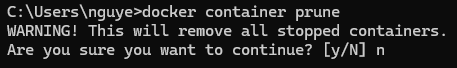 C:\Users\nguye>docker container prune
WARNING! This will remove all stopped containers.
Are you sure you want to continue? [y/N] n